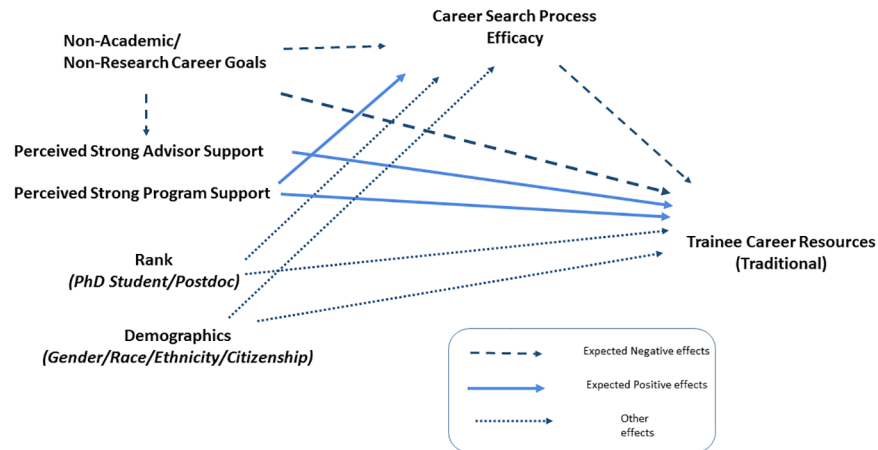 Career Search Process
Efficacy
Non-Academic/
Non-Research Career Goals
Perceived Strong Advisor Support
Perceived Strong Program Support
Rank
(PhD Student/Postdoc)
Trainee Career Resources
(Traditional)
Demographics
(Gender/Race/Ethnicity/Citizenship)
Expected Negative effects
Expected Positive effects
Other
effects